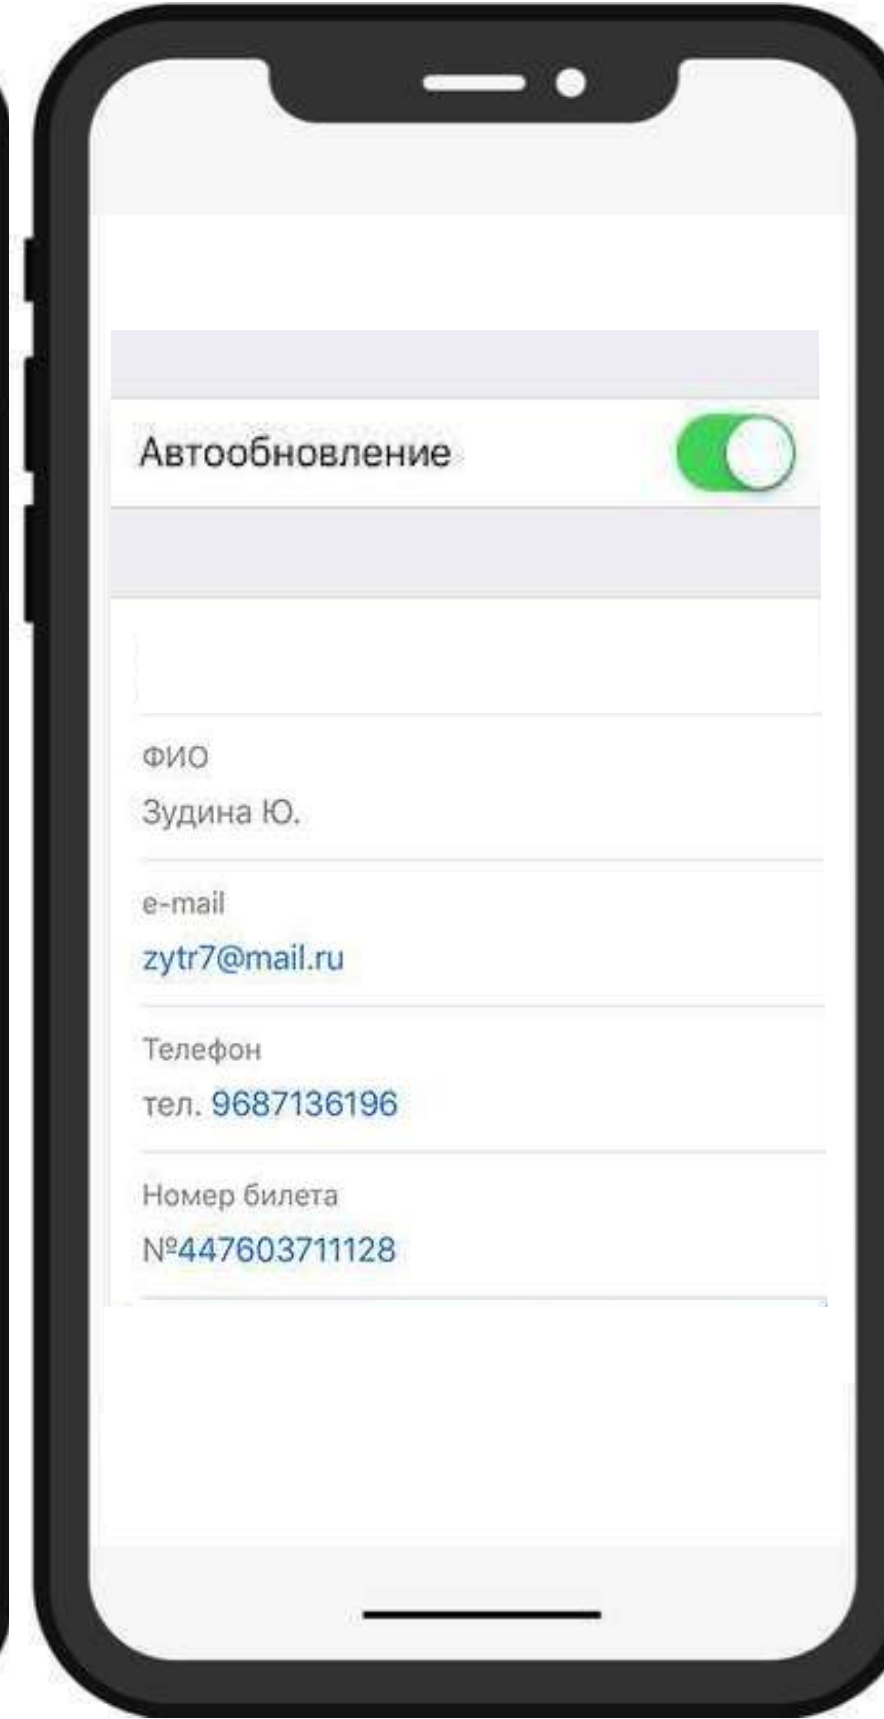 Автообновление
ФИО
Зудина Ю.
e-mail
zytr7@mail.ru
Телефон
тел. 9687136196
Номер билета
№447603711128